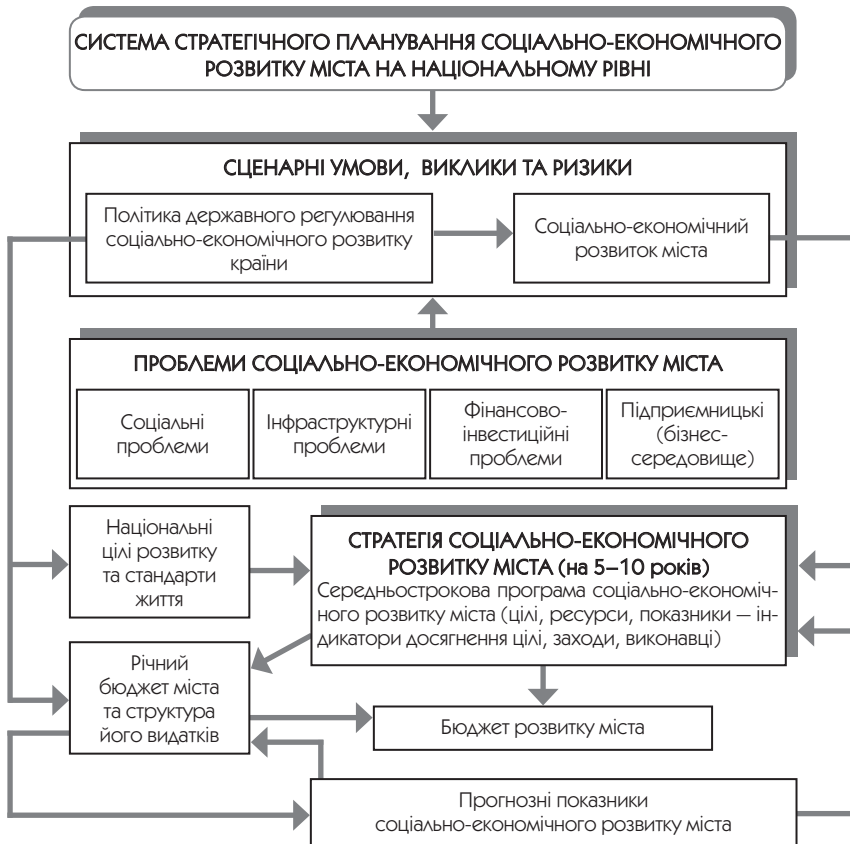 СИСТЕМА СТРАТЕГІЧНОГО ПЛАНУВАННЯ СОЦІАЛЬНО-ЕКОНОМІЧНОГО
РОЗВИТКУ МІСТА НА НАЦІОНАЛЬНОМУ РІВНІ
СЦЕНАРНІ УМОВИ, ВИКЛИКИ ТА РИЗИКИ
Політика державного регулювання
соціально-економічного розвитку
країни
Соціально-економічний
розвиток міста
ПРОБЛЕМИ СОЦІАЛЬНО-ЕКОНОМІЧНОГО РОЗВИТКУ МІСТА
Соціальні
проблеми
Інфраструктурні
проблеми
Фінансово-
інвестиційні
проблеми
Підприємницькі
(бізнес-
середовище)
Національні
цілі розвитку
та стандарти
життя
СТРАТЕГІЯ СОЦІАЛЬНО-ЕКОНОМІЧНОГО
РОЗВИТКУ МІСТА (на 5–10 років)
Середньострокова програма соціально-економіч-
ного розвитку міста (цілі, ресурси, показники — ін-
дикатори досягнення цілі, заходи, виконавці)
Річний
бюджет міста
та структура
його видатків
Бюджет розвитку міста
Прогнозні показники
соціально-економічного розвитку міста